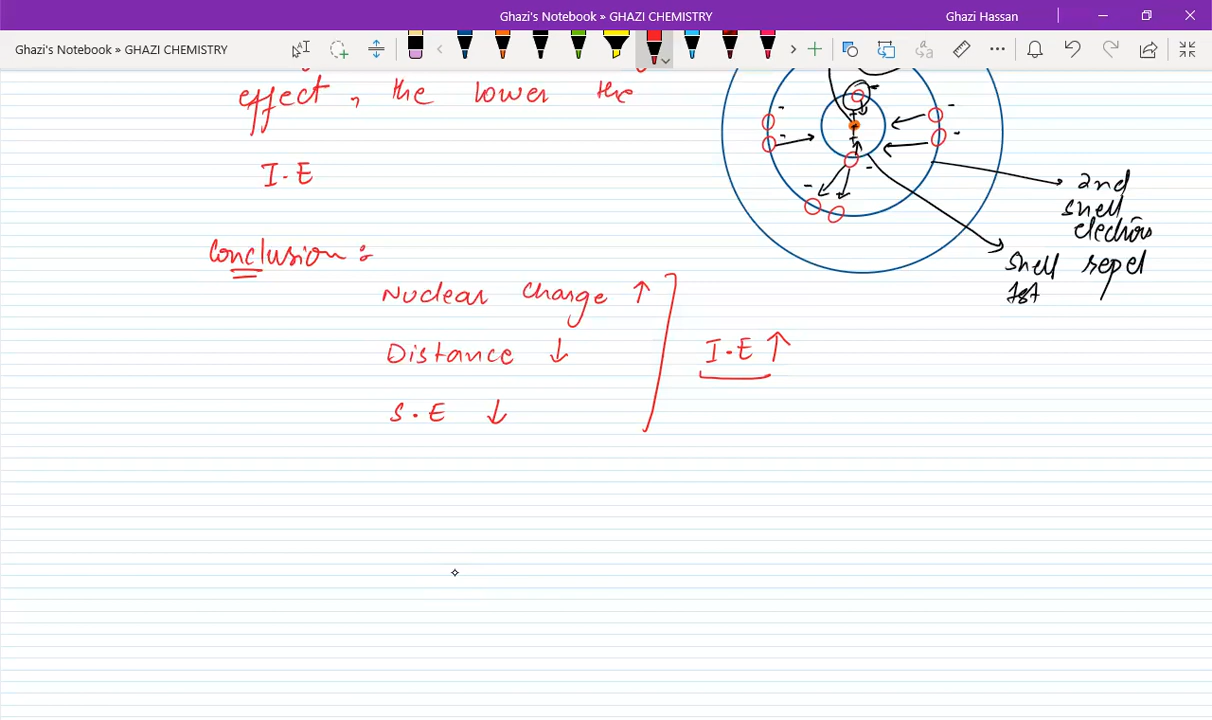 Ghazi's Notebook » GHAZI CHEMISTRY
Ghazi Hassan
Ghazi's Notebook » GHAZI CHEMISTRY
effect, the lower the
I.E
Conclusion:
Nuclear Charge ↑
Distance ↓
I.E ↑
S.E ↓
2nd
shell
electrons
shell repel
1st